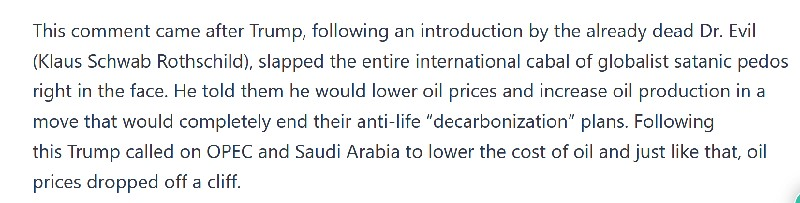 This comment came after Trump, following an introduction by the already dead Dr. Evil
(Klaus Schwab Rothschild), slapped the entire international cabal of globalist satanic pedos
right in the face. He told them he would lower oil prices and increase oil production in a
move that would completely end their anti-life “decarbonization” plans. Following
this Trump called on OPEC and Saudi Arabia to lower the cost of oil and just like that, oil
prices dropped off a cliff.